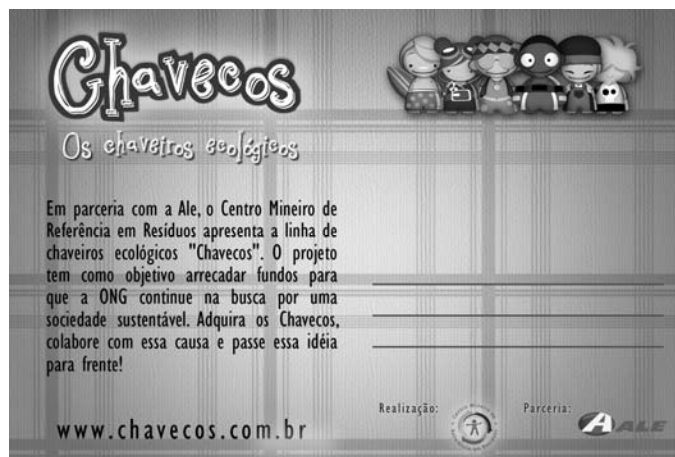 Chavecos
Os chaveiros ecológicos
Em parceria com a Ale, o Centro Mineiro de
Referência em Resíduos apresenta a linha de
chaveiros ecológicos "Chavecos". O projeto
tem como objetivo arrecadar fundos para
que a ONG continue na busca por uma
sociedade sustentável. Adquira os Chavecos,
colabore com essa causa e passe essa idéia
para frente!
www.chavecos.com.br
Realização:
Parceria:
ALE